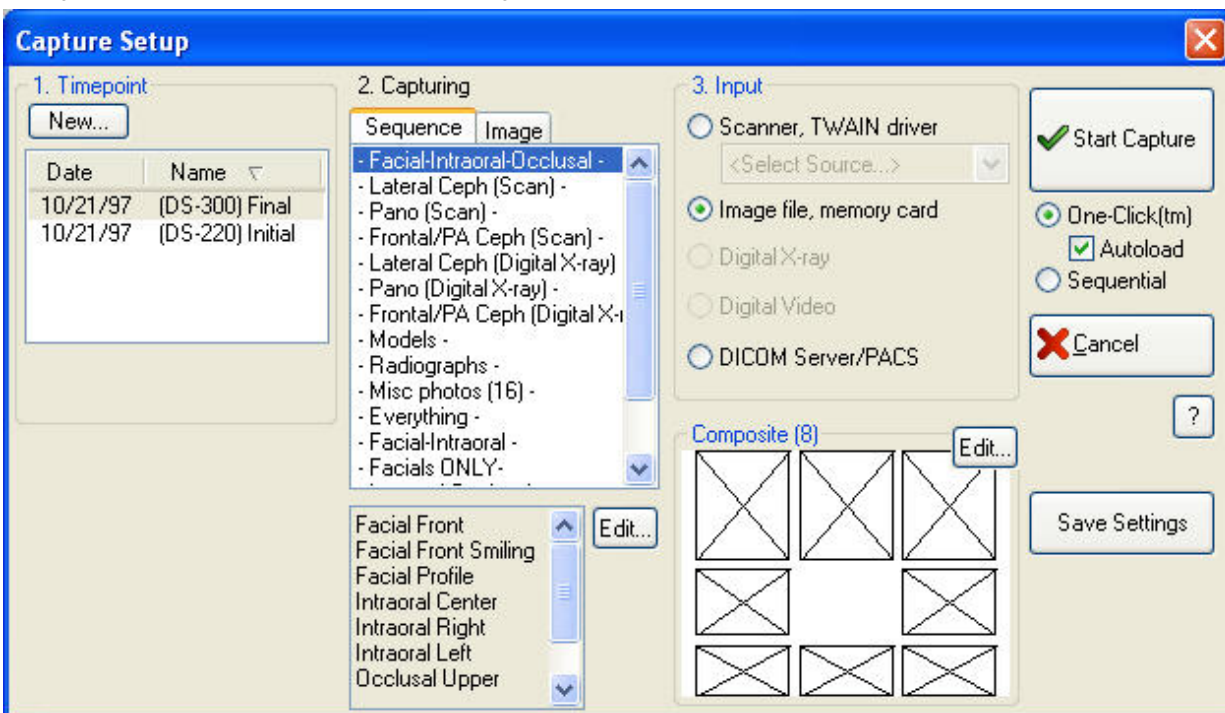 Capture Setup
1. Timepoint
New...
Date Name
10/21/97 (DS-300) Final
10/21/97 (DS-220) Initial
2. Capturing
Sequence Image
- Facial-Intraoral-Occlusal -
- Lateral Ceph (Scan) -
- Pano (Scan) -
- Frontal/PA Ceph (Scan) -
- Lateral Ceph (Digital X-ray)
- Pano (Digital X-ray) -
- Frontal/PA Ceph (Digital X-
- Models -
- Radiographs -
- Misc photos (16) -
- Everything -
- Facial-Intraoral -
- Facials ONLY-
Facial Front
Facial Front Smiling
Facial Profile
Intraoral Center
Intraoral Right
Intraoral Left
Occlusal Upper
Edit...
3. Input
Scanner, TWAIN driver
<Select Source...>
Image file, memory card
Digital X-ray
Digital Video
DICOM Server/PACS
Composite (8)
Edit...
Start Capture
One-Click(tm)
Autoload
Sequential
Cancel
?
Save Settings